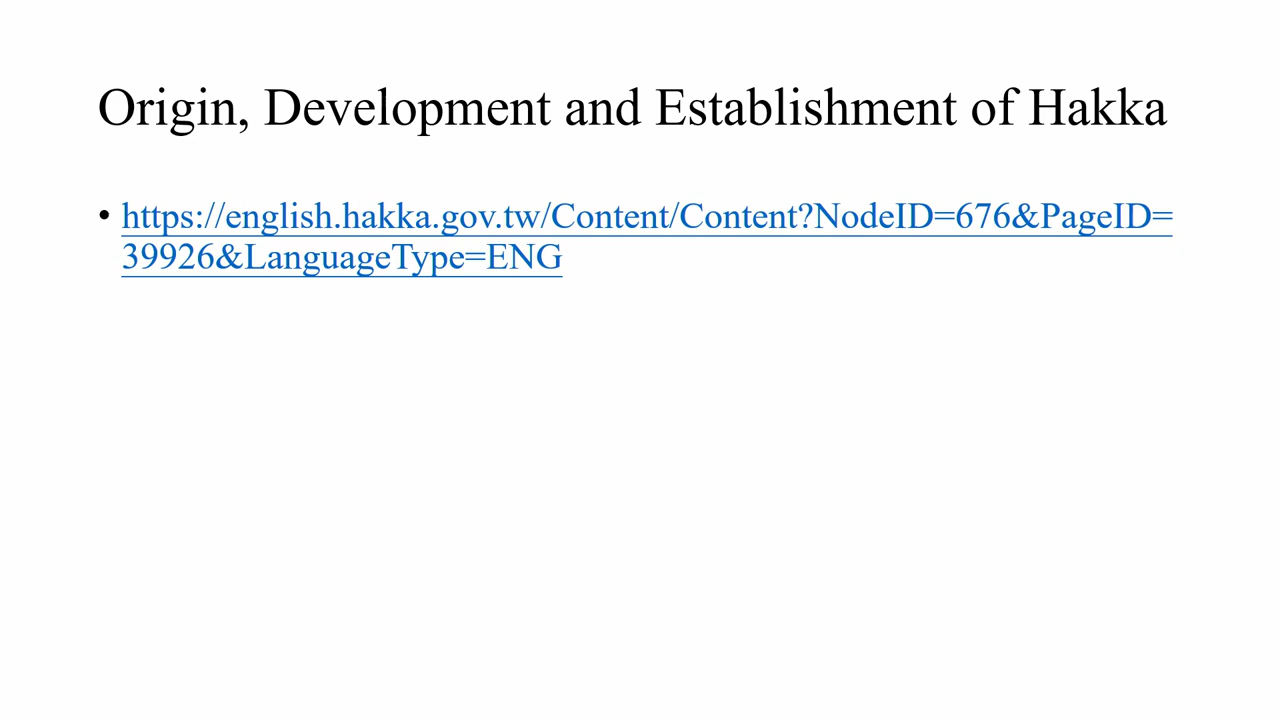 Origin, Development and Establishment of Hakka
• https://english.hakka.gov.tw/Content/Content?NodeID=676&PageID=
39926&LanguageType=ENG